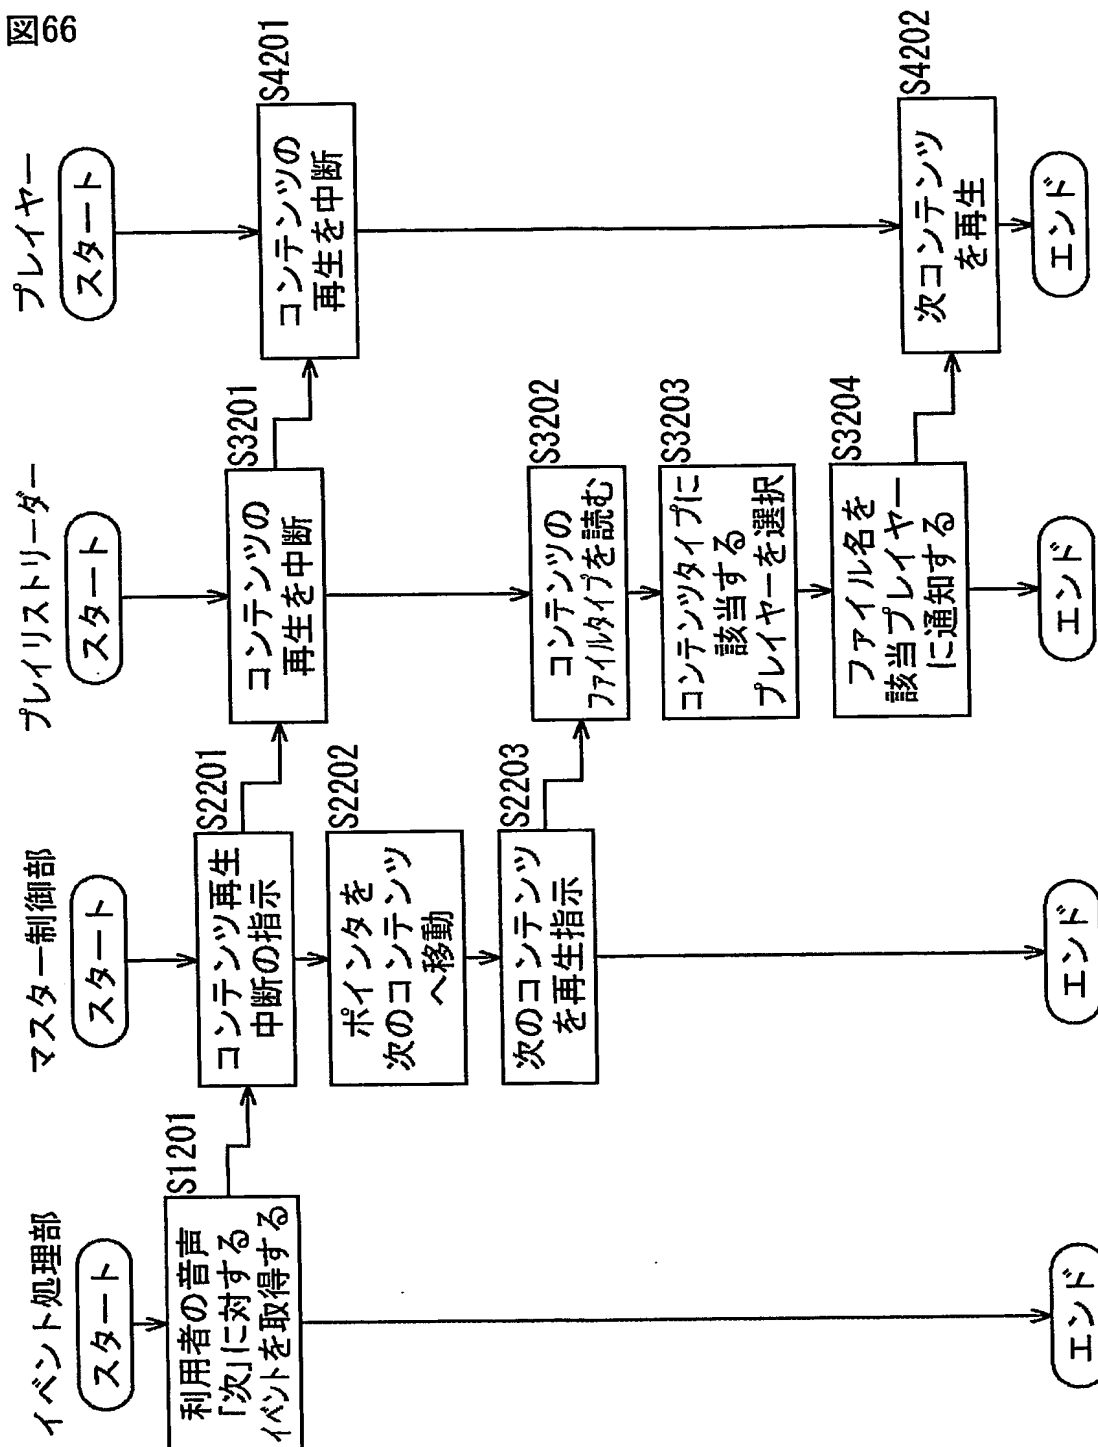 図66
イベント処理部
スタート
S1201
利用者の音声
「次」に対する
イベントを取得する
エンド
マスター制御部
スタート
S2201
コンテンツ再生
中断の指示
S2202
ポインタを
次のコンテンツ
へ移動
S2203
次のコンテンツ
を再生指示
エンド
プレイリストリーダー
スタート
S3201
コンテンツの
再生を中断
S3202
コンテンツの
ファイルタイプを読む
S3203
コンテンツタイプに
該当する
プレイヤーを選択
S3204
ファイル名を
該当プレイヤー
に通知する
エンド
プレイヤー
スタート
S4201
コンテンツの
再生を中断
S4202
次コンテンツ
を再生
エンド